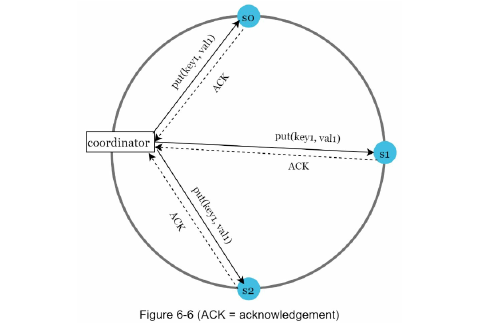 s0
put(key1, val1)
ACK
put(key1, val1)
coordinator
s1
ACK
put(key1, val1)
ACK
s2
Figure 6-6 (ACK = acknowledgement)